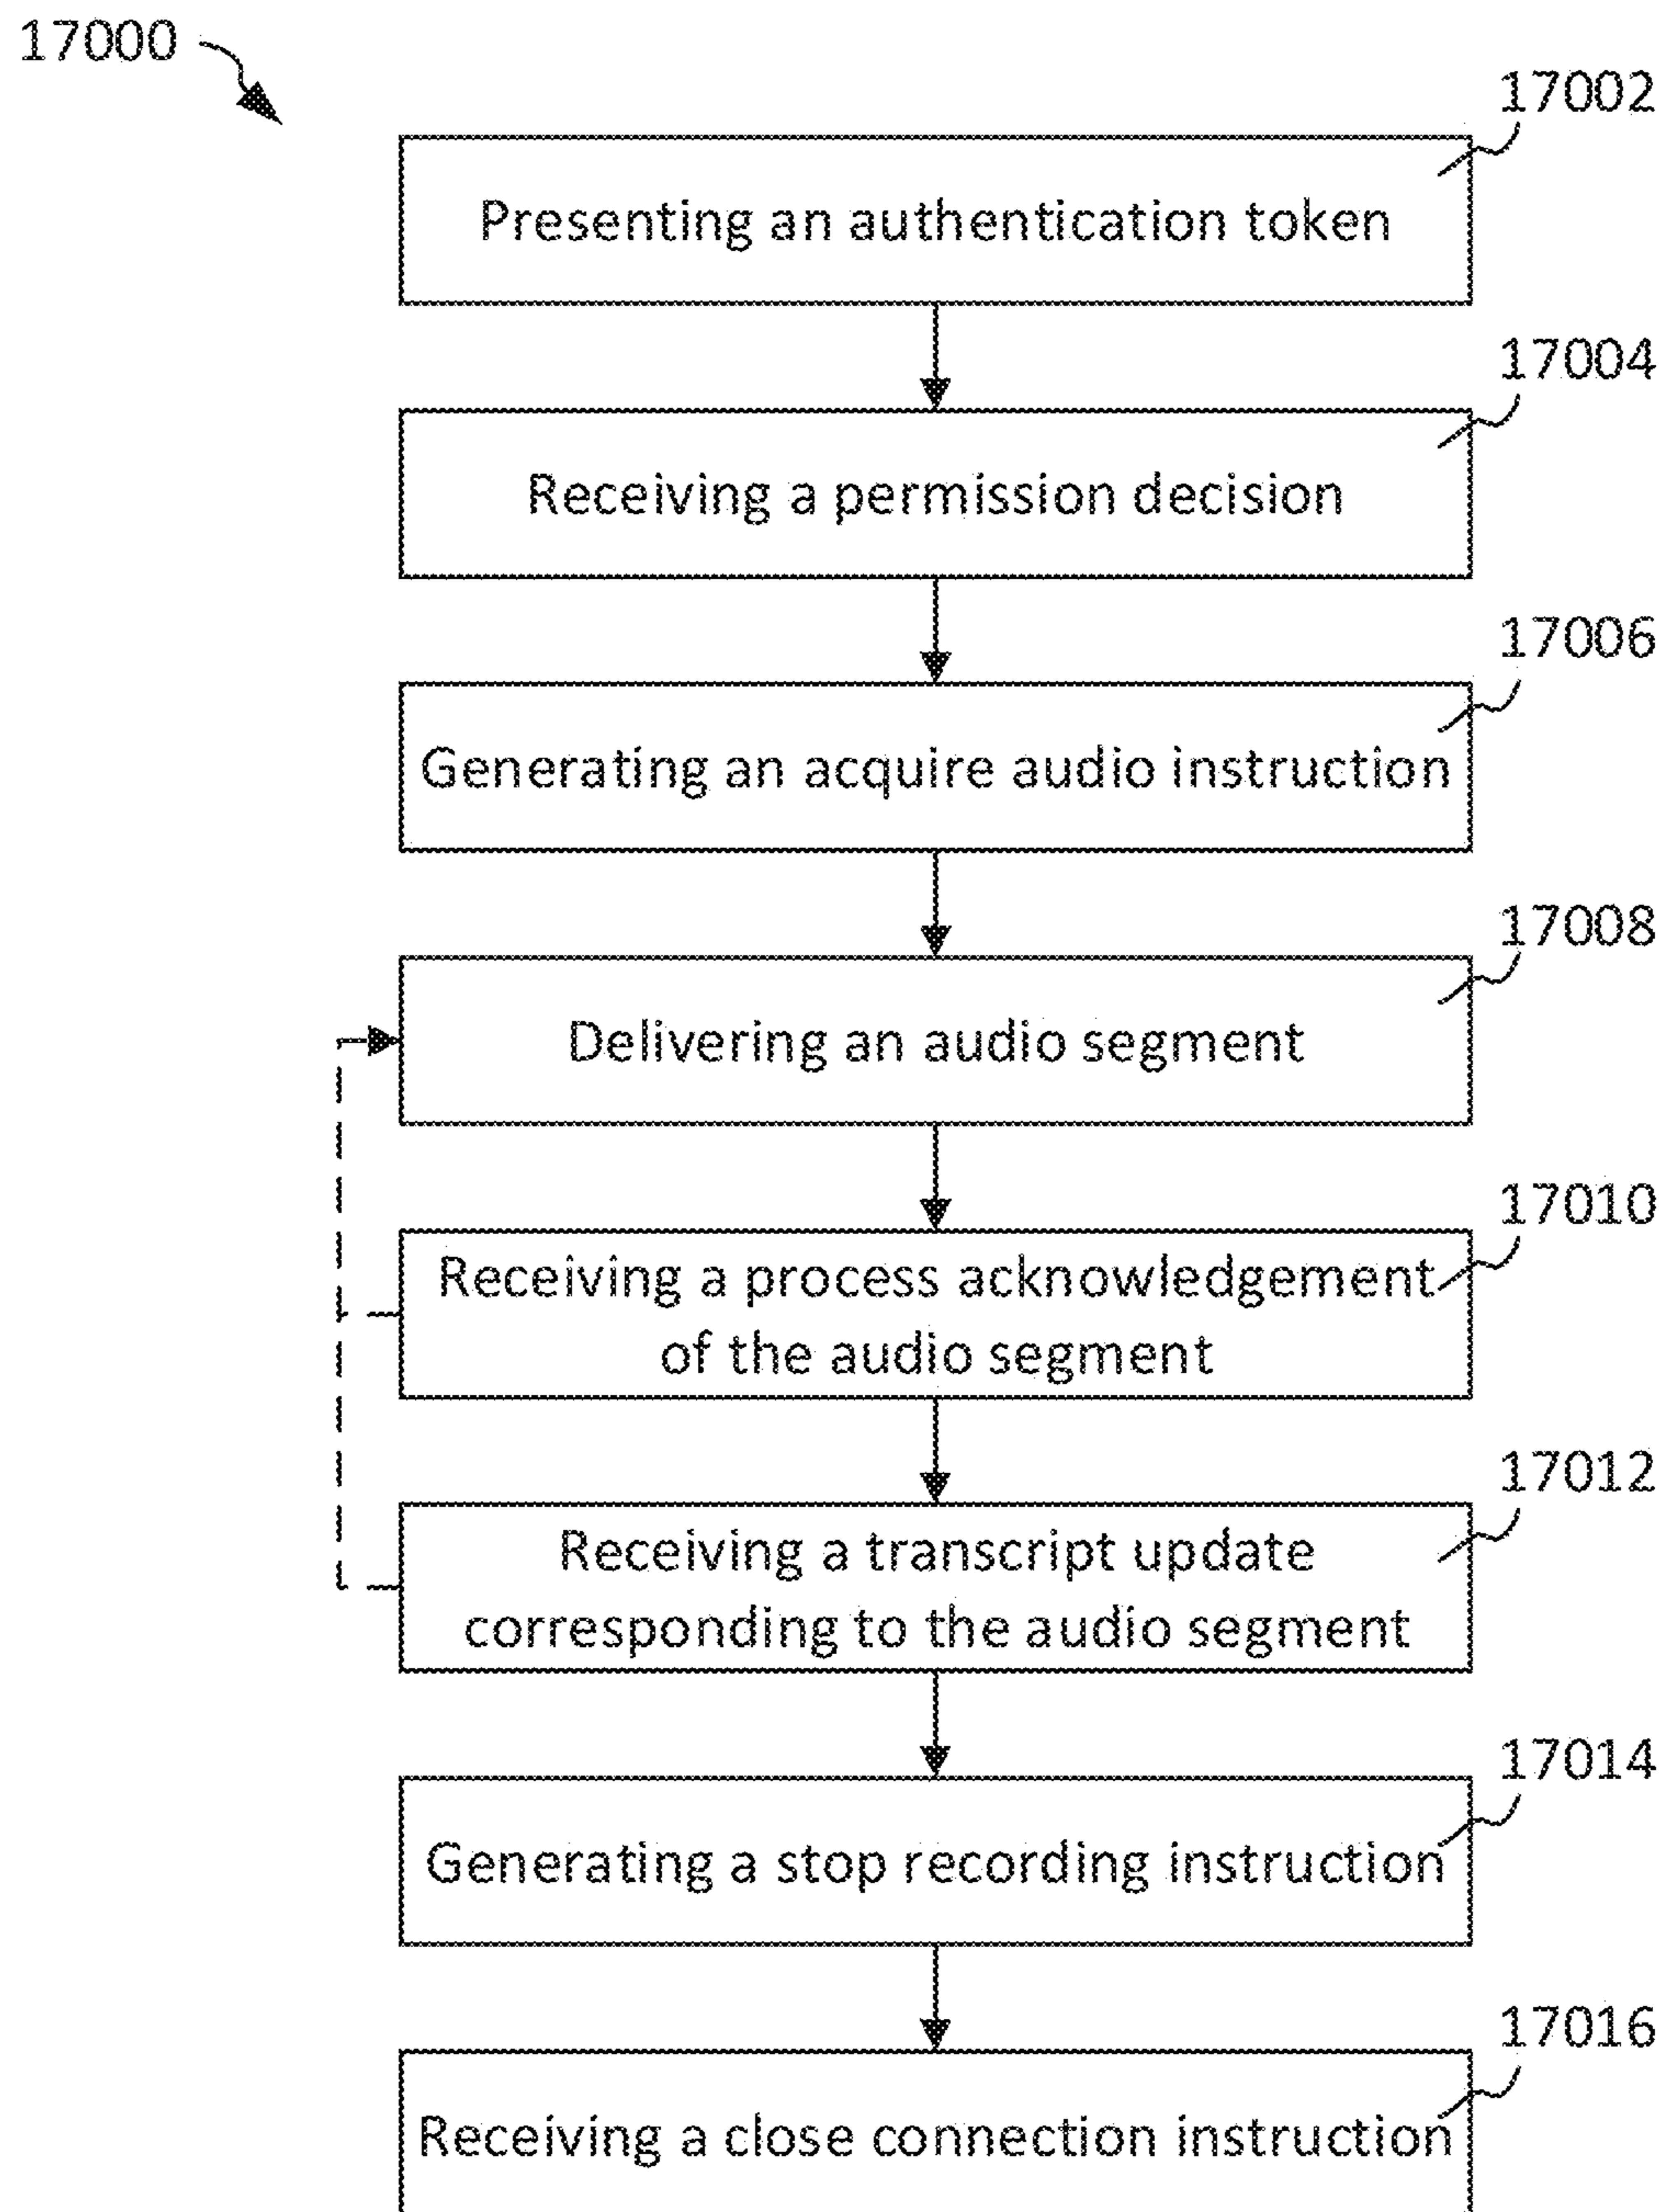 17000
17002
Presenting an authentication token
17004
Receiving a permission decision
17006
Generating an acquire audio instruction
17008
Delivering an audio segment
17010
Receiving a process acknowledgement
of the audio segment
17012
Receiving a transcript update
corresponding to the audio segment
17014
Generating a stop recording instruction
17016
Receiving a close connection instruction